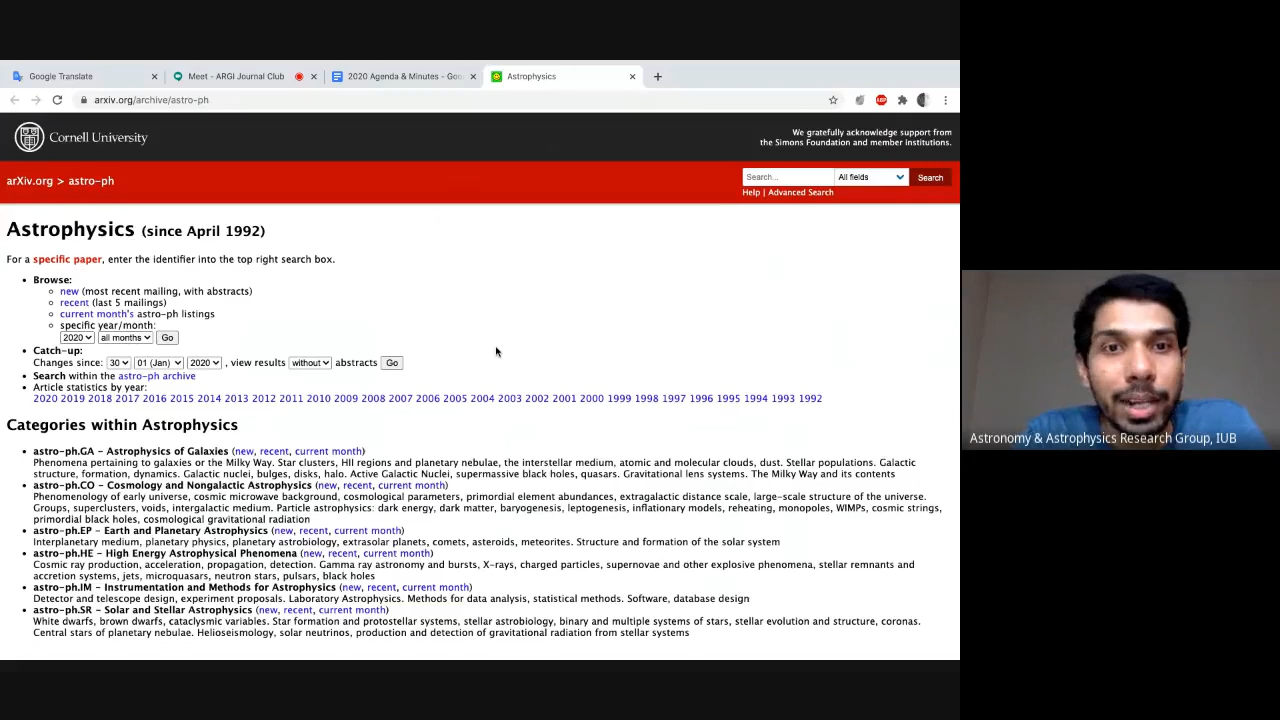 Google Translate
Meet - ARGI Journal Club
2020 Agenda & Minutes - Goo
Astrophysics
arxiv.org/archive/astro-ph
ABP
Cornell University
We gratefully acknowledge support from
the Simons Foundation and member institutions.
arXiv.org > astro-ph
Search...
All fields
Search
Help | Advanced Search
Astrophysics (since April 1992)
For a specific paper, enter the identifier into the top right search box.
• Browse:
new (most recent mailing, with abstracts)
recent (last 5 mailings)
current month's astro-ph listings
specific year/month:
2020 all months Go
• Catch-up:
Changes since: 30 01 (Jan) 2020 , view results without abstracts Go
• Search within the astro-ph archive
• Article statistics by year:
2020 2019 2018 2017 2016 2015 2014 2013 2012 2011 2010 2009 2008 2007 2006 2005 2004 2003 2002 2001 2000 1999 1998 1997 1996 1995 1994 1993 1992
Categories within Astrophysics
• astro-ph.GA - Astrophysics of Galaxies (new, recent, current month)
Phenomena pertaining to galaxies or the Milky Way. Star clusters, HII regions and planetary nebulae, the interstellar medium, atomic and molecular clouds, dust. Stellar populations. Galactic
structure, formation, dynamics. Galactic nuclei, bulges, disks, halo. Active Galactic Nuclei, supermassive black holes, quasars. Gravitational lens systems. The Milky Way and its contents
• astro-ph.CO - Cosmology and Nongalactic Astrophysics (new, recent, current month)
Phenomenology of early universe, cosmic microwave background, cosmological parameters, primordial element abundances, extragalactic distance scale, large-scale structure of the universe.
Groups, superclusters, voids, intergalactic medium. Particle astrophysics: dark energy, dark matter, baryogenesis, leptogenesis, inflationary models, reheating, monopoles, WIMPs, cosmic strings,
primordial black holes, cosmological gravitational radiation
• astro-ph.EP - Earth and Planetary Astrophysics (new, recent, current month)
Interplanetary medium, planetary physics, planetary astrobiology, extrasolar planets, comets, asteroids, meteorites. Structure and formation of the solar system
• astro-ph.HE - High Energy Astrophysical Phenomena (new, recent, current month)
Cosmic ray production, acceleration, propagation, detection. Gamma ray astronomy and bursts, X-rays, charged particles, supernovae and other explosive phenomena, stellar remnants and
accretion systems, jets, microquasars, neutron stars, pulsars, black holes
• astro-ph.IM - Instrumentation and Methods for Astrophysics (new, recent, current month)
Detector and telescope design, experiment proposals. Laboratory Astrophysics. Methods for data analysis, statistical methods. Software, database design
• astro-ph.SR - Solar and Stellar Astrophysics (new, recent, current month)
White dwarfs, brown dwarfs, cataclysmic variables. Star formation and protostellar systems, stellar astrobiology, binary and multiple systems of stars, stellar evolution and structure, coronas.
Central stars of planetary nebulae. Helioseismology, solar neutrinos, production and detection of gravitational radiation from stellar systems
Astronomy & Astrophysics Research Group, IUB